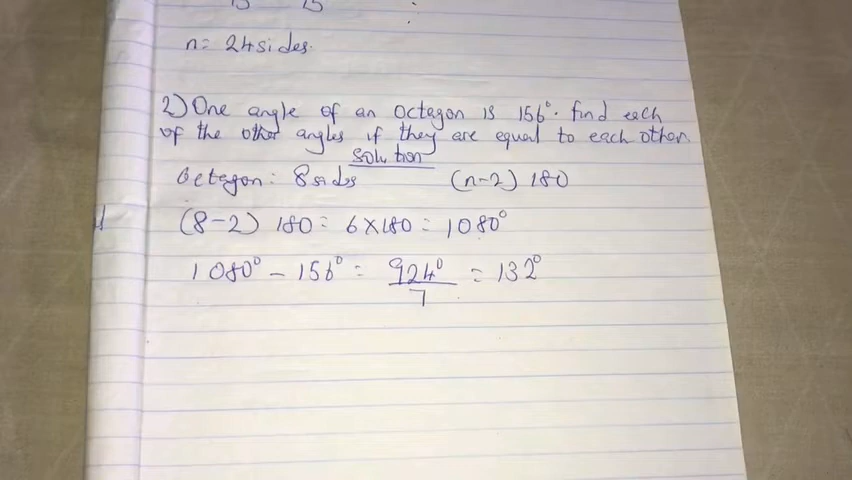 15 15
n = 24 sides.
2) One angle of an octagon is 156°. find each
of the other angles if they are equal to each other.
Solution
Octagon: 8 sides (n-2) 180
(8-2) 180 = 6 x 180 = 1080°
1080° - 156° = 924°/7 = 132°